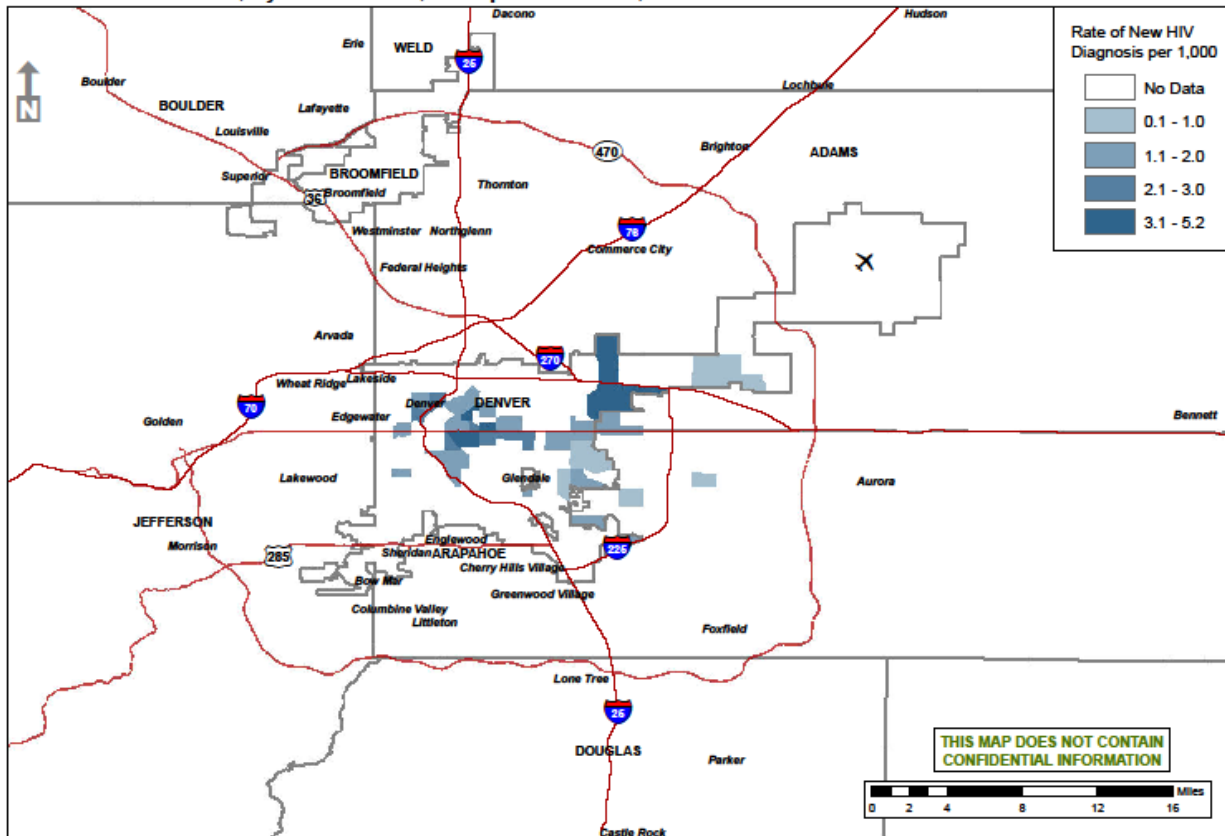 Dacono
Hudson
Erie
WELD
25
Rate of New HIV
Diagnosis per 1,000
No Data
0.1 - 1.0
1.1 - 2.0
2.1 - 3.0
3.1 - 5.2
N
Boulder
BOULDER
Lafayette
Lochbuie
Louisville
470
Brighton
ADAMS
Superior
BROOMFIELD
Broomfield
36
Thornton
Westminster
Northglenn
76
Commerce City
Federal Heights
Arvada
270
Wheat Ridge
Lakeside
70
Golden
Edgewater
Denver
DENVER
Bennett
Lakewood
Glendale
Aurora
JEFFERSON
Morrison
285
Englewood
Sheridan
ARAPAHOE
225
Cherry Hills Village
Bow Mar
Greenwood Village
Columbine Valley
Littleton
Foxfield
Lone Tree
25
DOUGLAS
Parker
THIS MAP DOES NOT CONTAIN
CONFIDENTIAL INFORMATION
Miles
0 2 4 8 12 16
Castle Rock